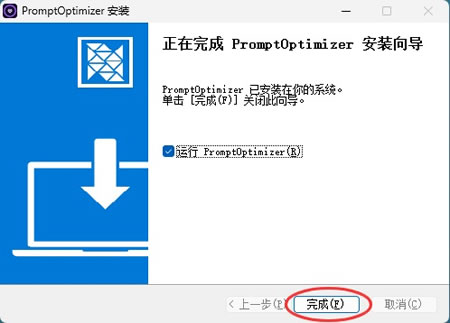 PromptOptimizer 安装
正在完成 PromptOptimizer 安装向导
PromptOptimizer 已安装在你的系统。
单击 [完成(F)] 关闭此向导。
运行 PromptOptimizer(R)
< 上一步(P)
完成(F)
取消(C)